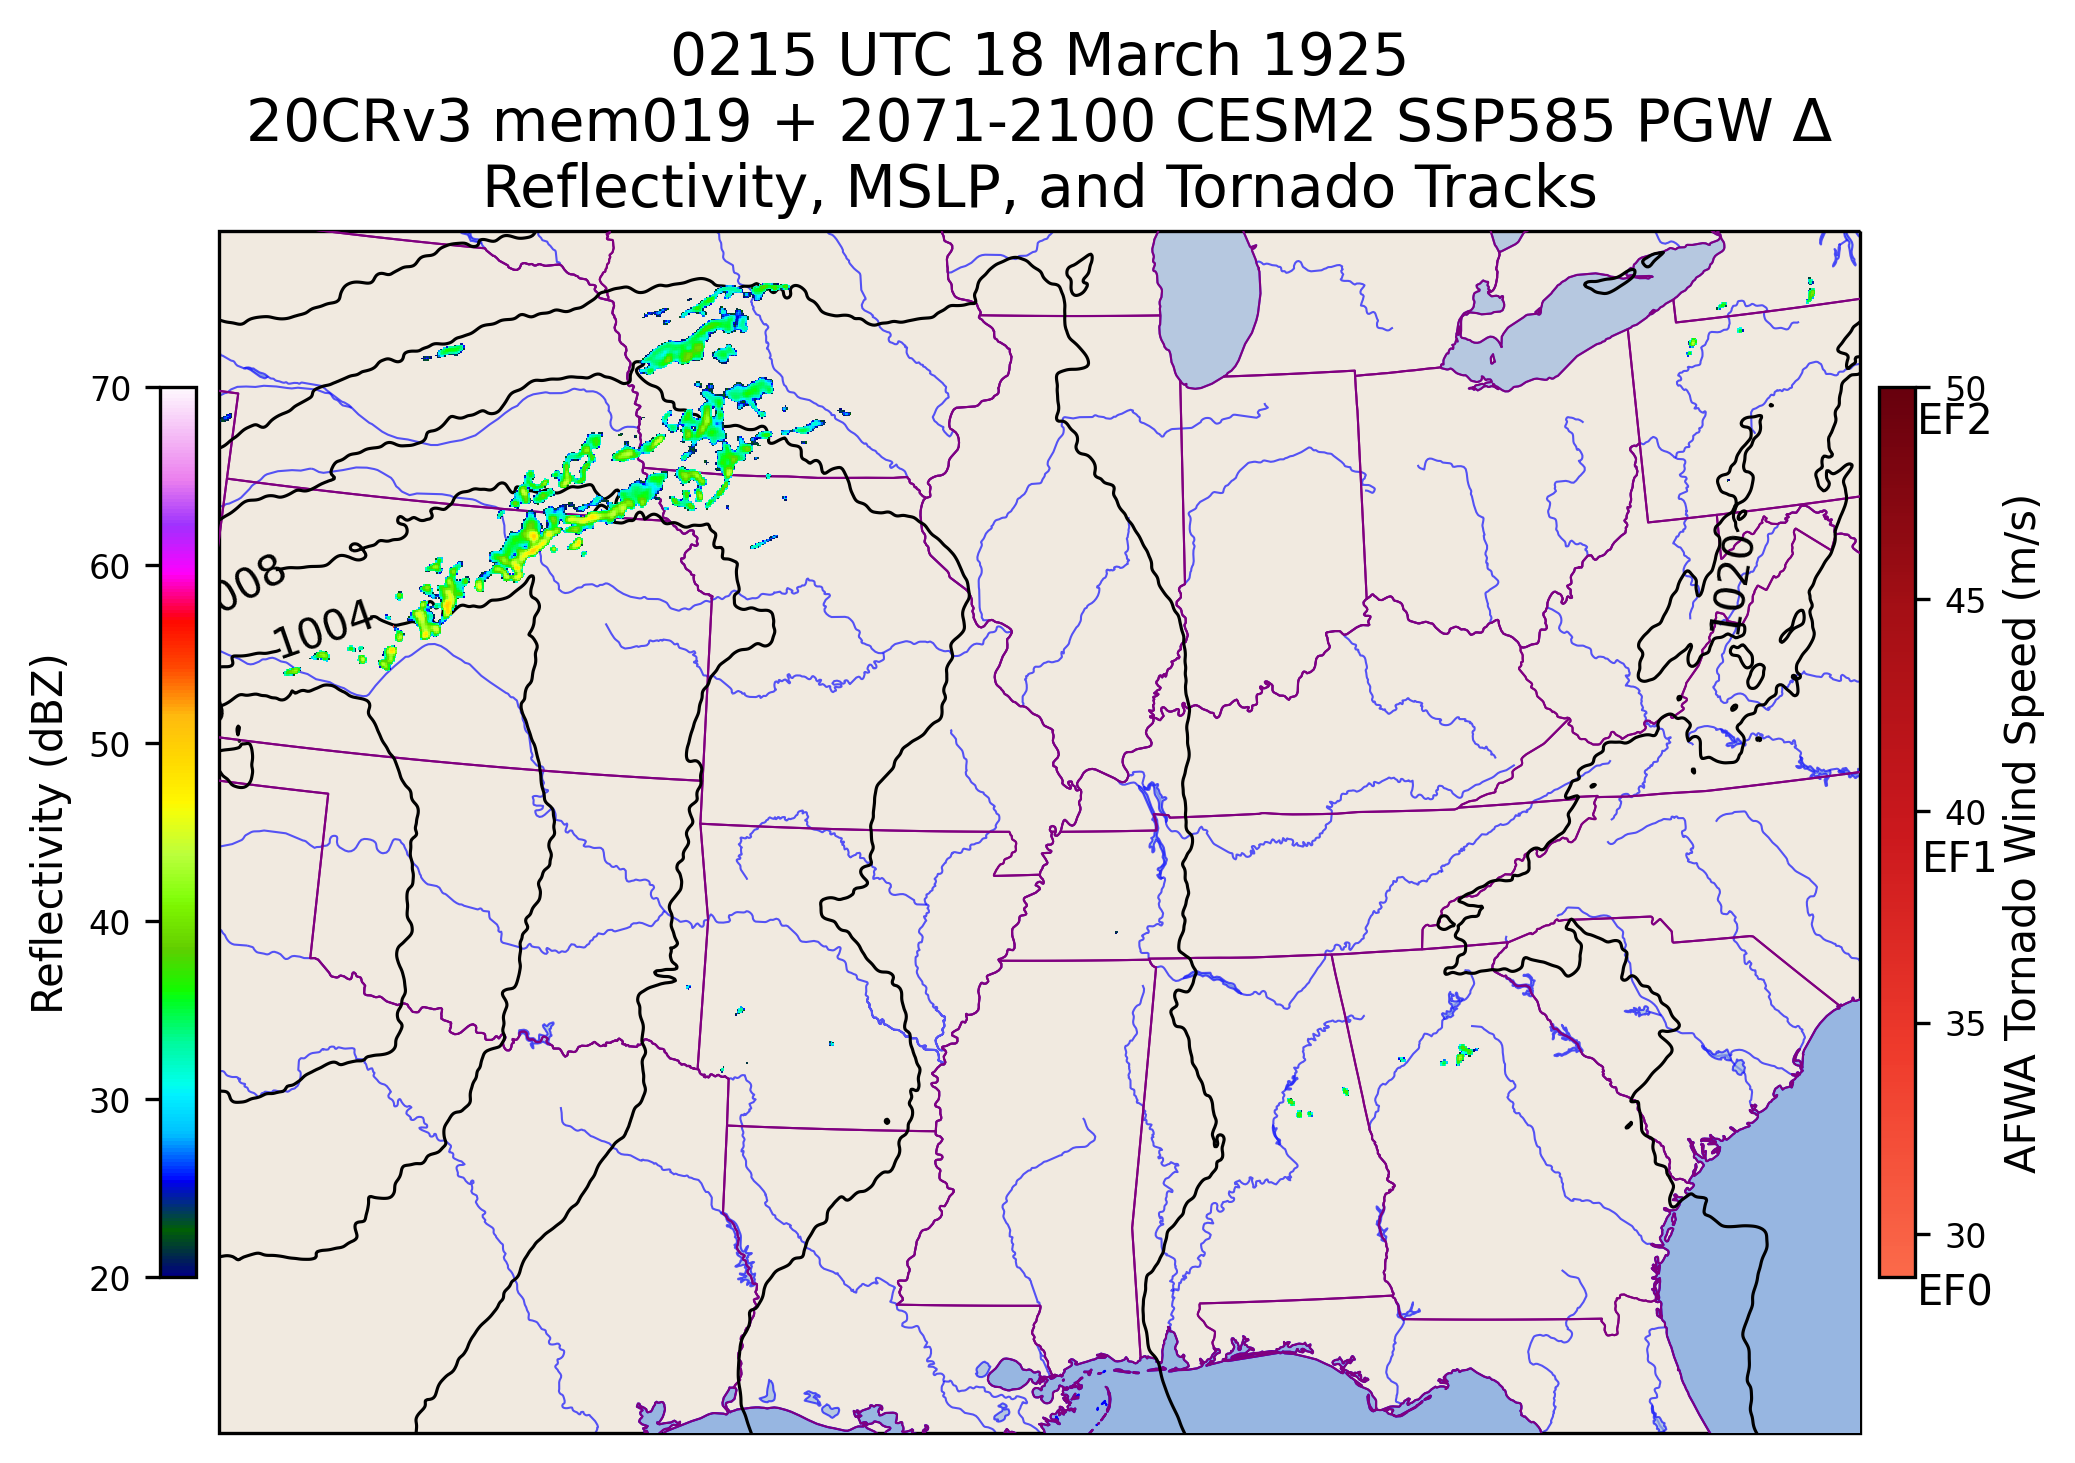 0215 UTC 18 March 1925
20CRv3 mem019 + 2071-2100 CESM2 SSP585 PGW Δ
Reflectivity, MSLP, and Tornado Tracks
70
60
50
40
30
20
Reflectivity (dBZ)
008
1004
1020
50
EF2
45
40
EF1
35
30
EF0
AFWA Tornado Wind Speed (m/s)